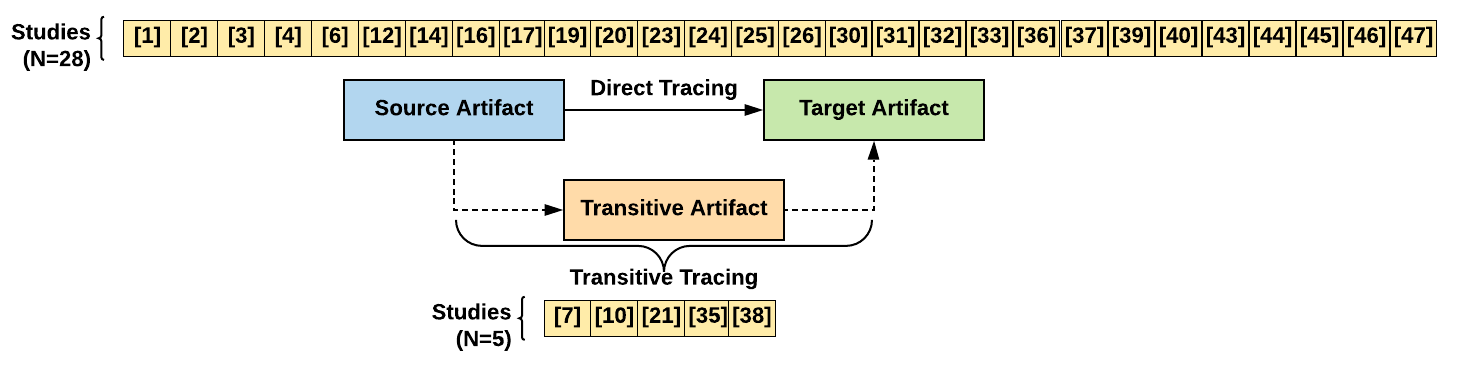 Studies [1] [2] [3] [4] [6] [12] [14] [16] [17] [19] [20] [23] [24] [25] [26] [30] [31] [32] [33] [36] [37] [39] [40] [43] [44] [45] [46] [47]
(N=28)
Direct Tracing
Source Artifact Target Artifact
Transitive Artifact
Transitive Tracing
Studies [7] [10] [21] [35] [38]
(N=5)